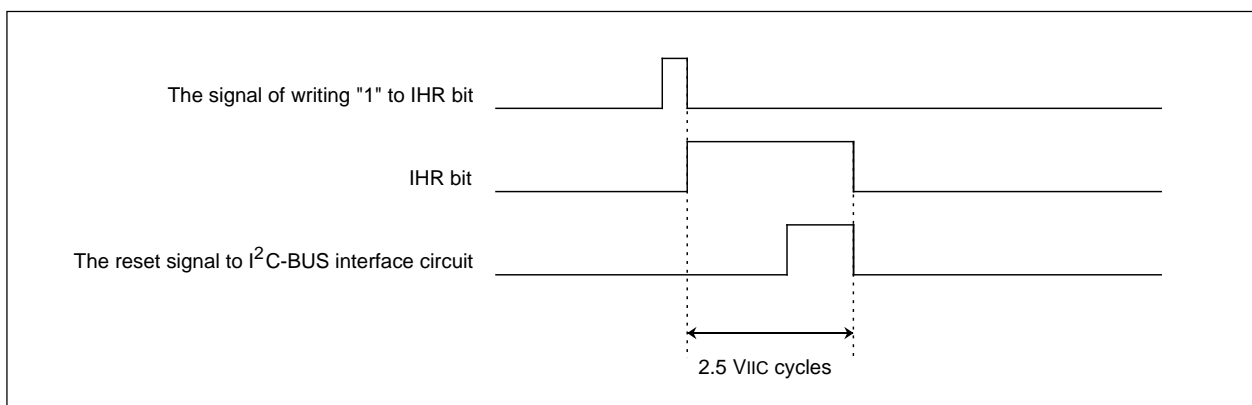 The signal of writing "1" to IHR bit
IHR bit
The reset signal to I²C-BUS interface circuit
2.5 VIIC cycles